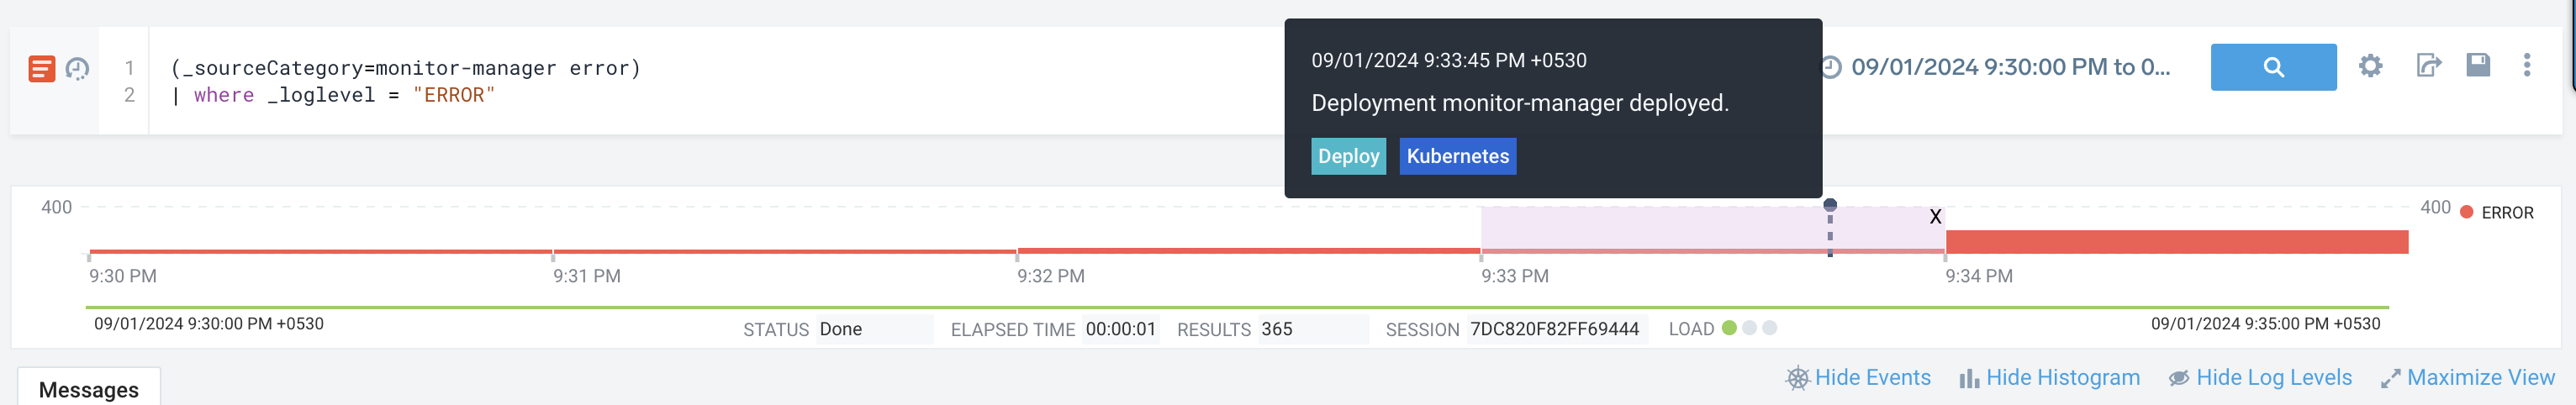 1 (_sourceCategory=monitor-manager error)
2 | where _loglevel = "ERROR"
09/01/2024 9:33:45 PM +0530
Deployment monitor-manager deployed.
Deploy Kubernetes
09/01/2024 9:30:00 PM to 0...
400
X
400 ERROR
9:30 PM 9:31 PM 9:32 PM 9:33 PM 9:34 PM
09/01/2024 9:30:00 PM +0530
STATUS Done ELAPSED TIME 00:00:01 RESULTS 365 SESSION 7DC820F82FF69444 LOAD
09/01/2024 9:35:00 PM +0530
Messages
Hide Events Hide Histogram Hide Log Levels Maximize View